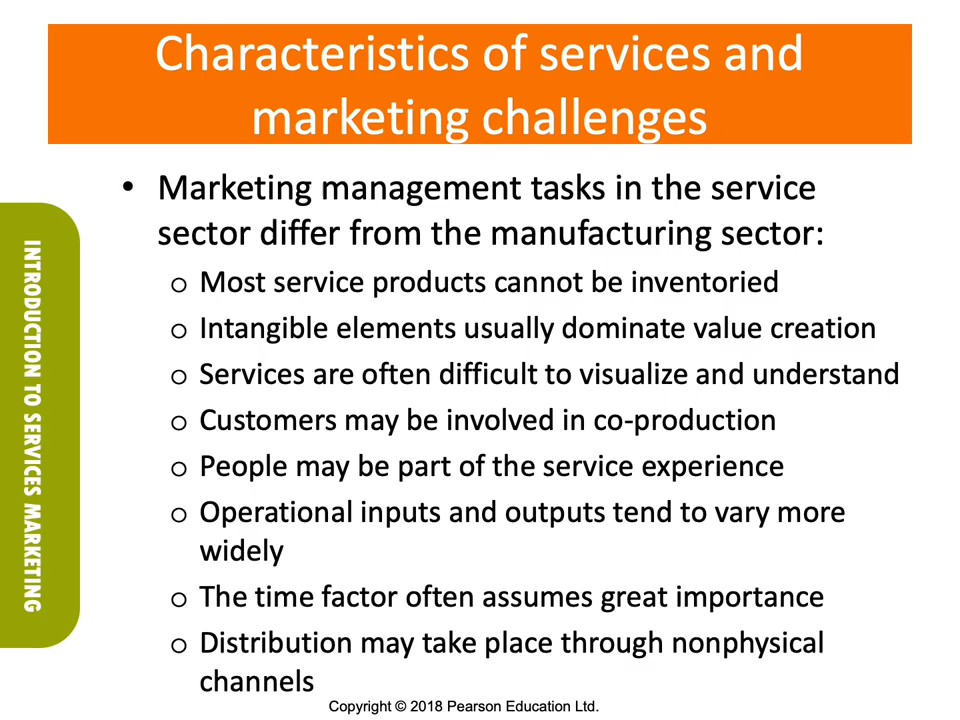 Characteristics of services and
marketing challenges
• Marketing management tasks in the service
sector differ from the manufacturing sector:
o Most service products cannot be inventoried
o Intangible elements usually dominate value creation
o Services are often difficult to visualize and understand
o Customers may be involved in co-production
o People may be part of the service experience
o Operational inputs and outputs tend to vary more
widely
o The time factor often assumes great importance
o Distribution may take place through nonphysical
channels
INTRODUCTION TO SERVICES MARKETING
Copyright © 2018 Pearson Education Ltd.